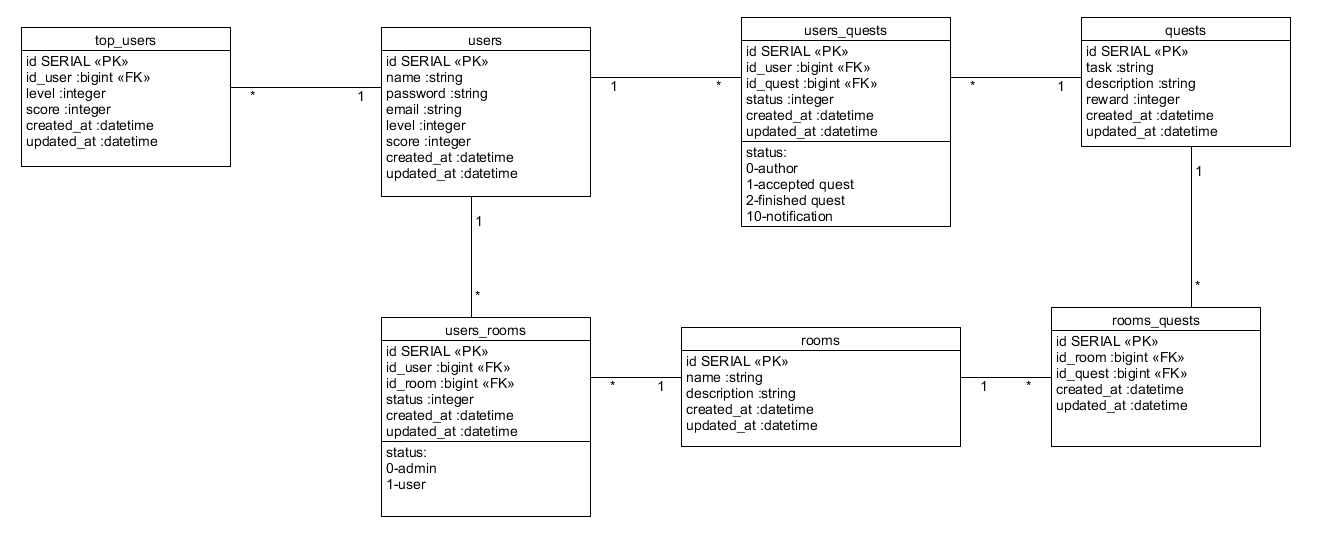 top_users
id SERIAL «PK»
id_user :bigint «FK»
level :integer
score :integer
created_at :datetime
updated_at :datetime
*
1
users
id SERIAL «PK»
name :string
password :string
email :string
level :integer
score :integer
created_at :datetime
updated_at :datetime
1
*
users_quests
id SERIAL «PK»
id_user :bigint «FK»
id_quest :bigint «FK»
status :integer
created_at :datetime
updated_at :datetime
status:
0-author
1-accepted quest
2-finished quest
10-notification
*
1
quests
id SERIAL «PK»
task :string
description :string
reward :integer
created_at :datetime
updated_at :datetime
1
*
1
*
users_rooms
id SERIAL «PK»
id_user :bigint «FK»
id_room :bigint «FK»
status :integer
created_at :datetime
updated_at :datetime
status:
0-admin
1-user
*
1
rooms
id SERIAL «PK»
name :string
description :string
created_at :datetime
updated_at :datetime
1
*
rooms_quests
id SERIAL «PK»
id_room :bigint «FK»
id_quest :bigint «FK»
created_at :datetime
updated_at :datetime